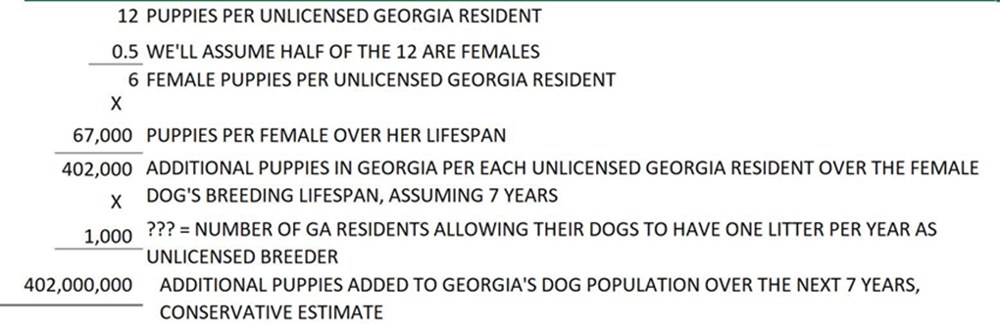 12 PUPPIES PER UNLICENSED GEORGIA RESIDENT
0.5 WE'LL ASSUME HALF OF THE 12 ARE FEMALES
6 FEMALE PUPPIES PER UNLICENSED GEORGIA RESIDENT
X
67,000 PUPPIES PER FEMALE OVER HER LIFESPAN
402,000 ADDITIONAL PUPPIES IN GEORGIA PER EACH UNLICENSED GEORGIA RESIDENT OVER THE FEMALE
X DOG'S BREEDING LIFESPAN, ASSUMING 7 YEARS
1,000 ??? = NUMBER OF GA RESIDENTS ALLOWING THEIR DOGS TO HAVE ONE LITTER PER YEAR AS
UNLICENSED BREEDER
402,000,000 ADDITIONAL PUPPIES ADDED TO GEORGIA'S DOG POPULATION OVER THE NEXT 7 YEARS,
CONSERVATIVE ESTIMATE